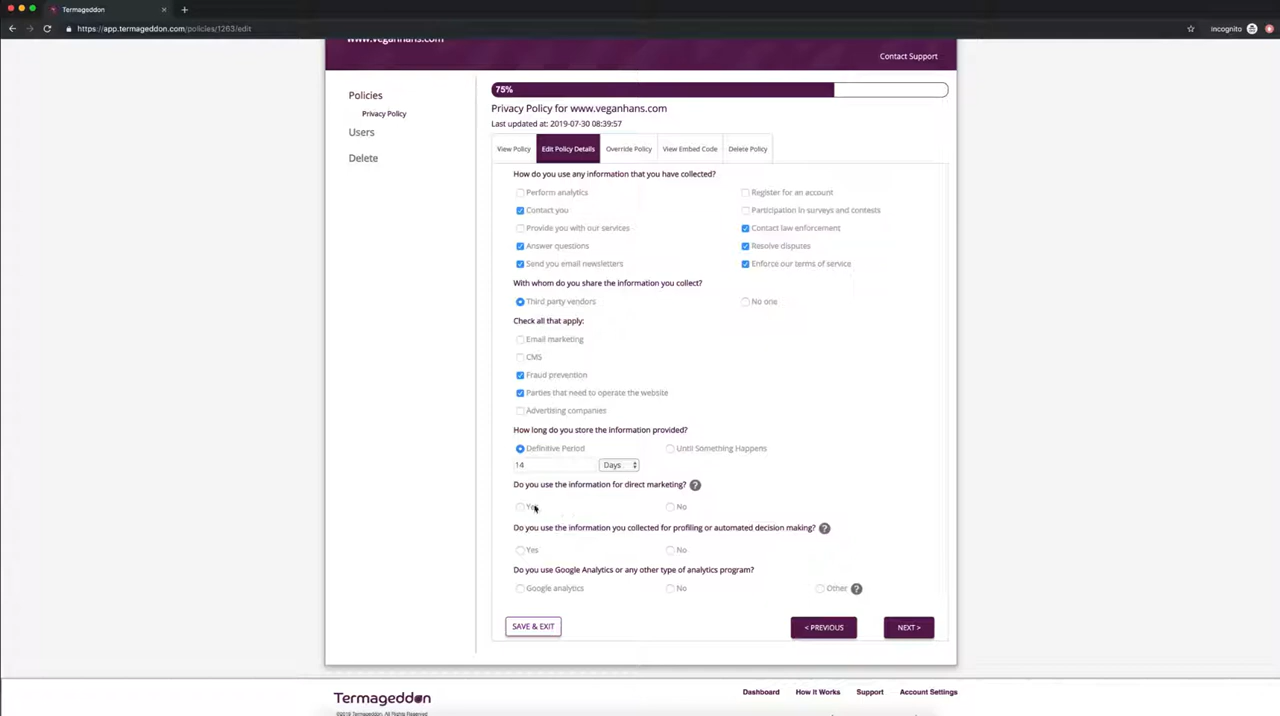 Termageddon
https://app.termageddon.com/policies/1263/edit
Incognito
www.veganhans.com
Contact Support
Policies
Privacy Policy
Users
Delete
75%
Privacy Policy for www.veganhans.com
Last updated at: 2019-07-30 08:39:57
View Policy Edit Policy Details Override Policy View Embed Code Delete Policy
How do you use any information that you have collected?
Perform analytics Register for an account
Contact you Participation in surveys and contests
Provide you with our services Contact law enforcement
Answer questions Resolve disputes
Send you email newsletters Enforce our terms of service
With whom do you share the information you collect?
Third party vendors No one
Check all that apply:
Email marketing
CMS
Fraud prevention
Parties that need to operate the website
Advertising companies
How long do you store the information provided?
Definitive Period Until Something Happens
14 Days
Do you use the information for direct marketing? ?
Yes No
Do you use the information you collected for profiling or automated decision making? ?
Yes No
Do you use Google Analytics or any other type of analytics program?
Google analytics No Other ?
SAVE & EXIT < PREVIOUS NEXT >
Termageddon Dashboard How It Works Support Account Settings
©2018 Termageddon. All Rights Reserved.